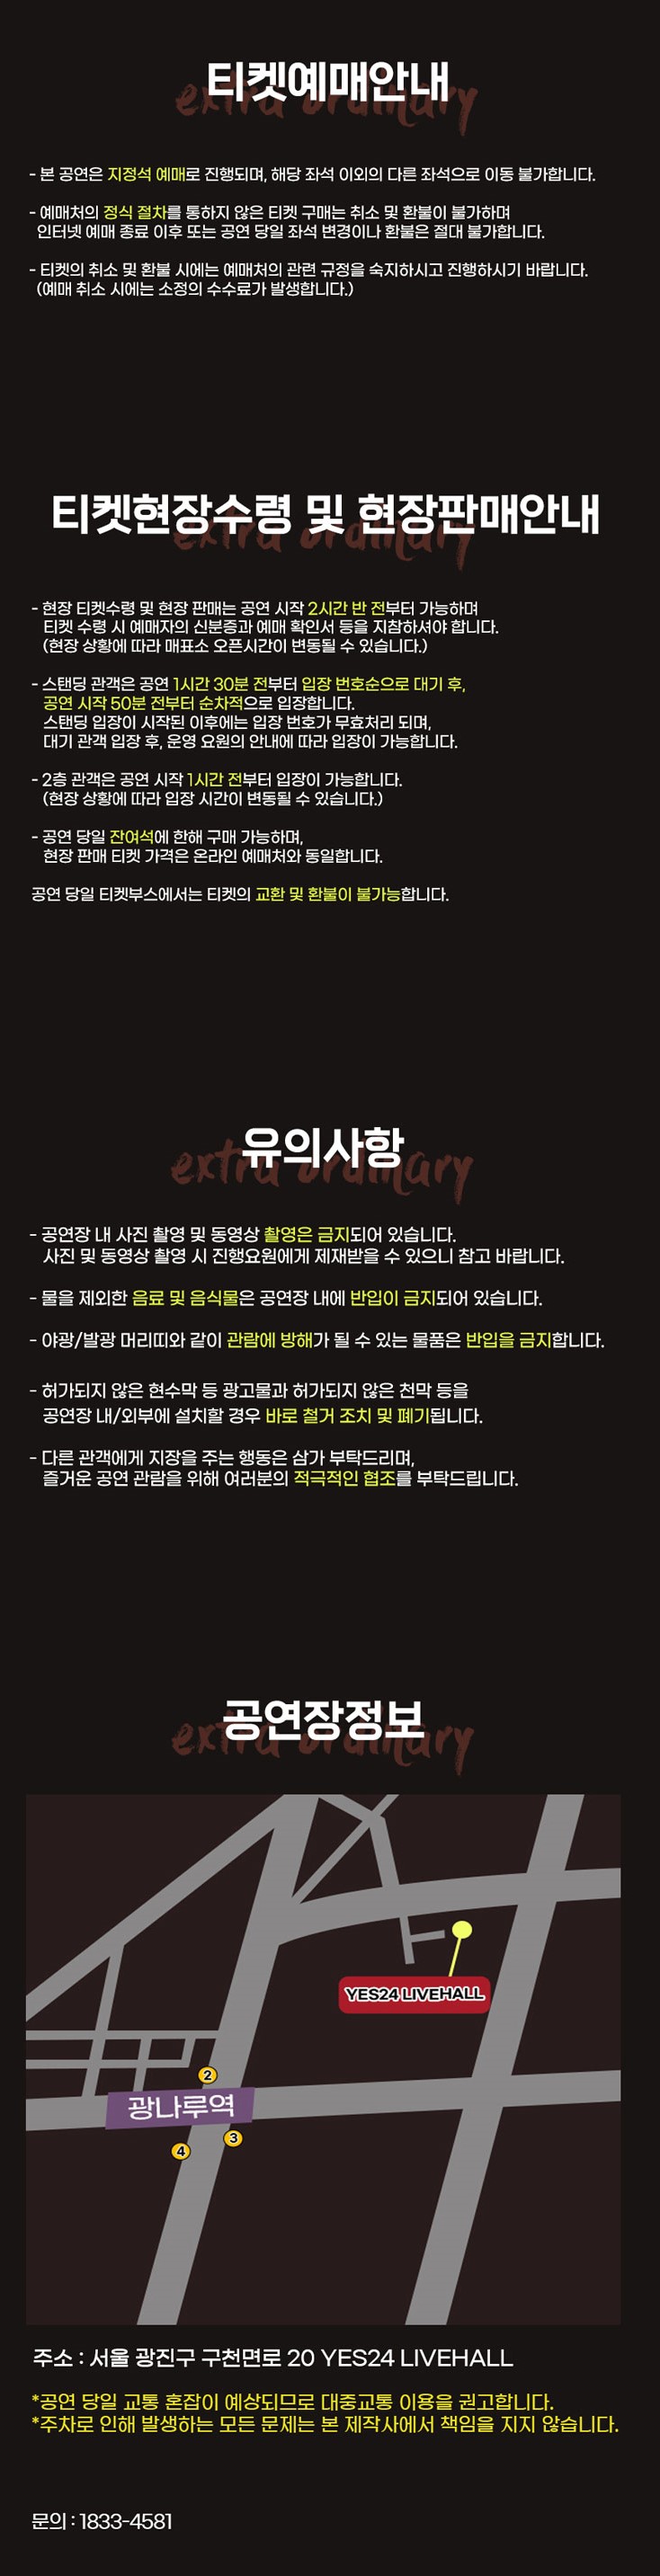 티켓예매안내
extra ordinary
- 본 공연은 지정석 예매로 진행되며, 해당 좌석 이외의 다른 좌석으로 이동 불가합니다.
- 예매처의 정식 절차를 통하지 않은 티켓 구매는 취소 및 환불이 불가하며
인터넷 예매 종료 이후 또는 공연 당일 좌석 변경이나 환불은 절대 불가합니다.
- 티켓의 취소 및 환불 시에는 예매처의 관련 규정을 숙지하시고 진행하시기 바랍니다.
(예매 취소 시에는 소정의 수수료가 발생합니다.)
티켓현장수령 및 현장판매안내
extra ordinary
- 현장 티켓수령 및 현장 판매는 공연 시작 2시간 반 전부터 가능하며
티켓 수령 시 예매자의 신분증과 예매 확인서 등을 지참하셔야 합니다.
(현장 상황에 따라 매표소 오픈시간이 변동될 수 있습니다.)
- 스탠딩 관객은 공연 1시간 30분 전부터 입장 번호순으로 대기 후,
공연 시작 50분 전부터 순차적으로 입장합니다.
스탠딩 입장이 시작된 이후에는 입장 번호가 무효처리 되며,
대기 관객 입장 후, 운영 요원의 안내에 따라 입장이 가능합니다.
- 2층 관객은 공연 시작 1시간 전부터 입장이 가능합니다.
(현장 상황에 따라 입장 시간이 변동될 수 있습니다.)
- 공연 당일 잔여석에 한해 구매 가능하며,
현장 판매 티켓 가격은 온라인 예매처와 동일합니다.
공연 당일 티켓부스에서는 티켓의 교환 및 환불이 불가능합니다.
유의사항
extra ordinary
- 공연장 내 사진 촬영 및 동영상 촬영은 금지되어 있습니다.
사진 및 동영상 촬영 시 진행요원에게 제재받을 수 있으니 참고 바랍니다.
- 물을 제외한 음료 및 음식물은 공연장 내에 반입이 금지되어 있습니다.
- 야광/발광 머리띠와 같이 관람에 방해가 될 수 있는 물품은 반입을 금지합니다.
- 허가되지 않은 현수막 등 광고물과 허가되지 않은 천막 등을
공연장 내/외부에 설치할 경우 바로 철거 조치 및 폐기됩니다.
- 다른 관객에게 지장을 주는 행동은 삼가 부탁드리며,
즐거운 공연 관람을 위해 여러분의 적극적인 협조를 부탁드립니다.
공연장정보
extra ordinary
YES24 LIVEHALL
2
광나루역
3
4
주소 : 서울 광진구 구천면로 20 YES24 LIVEHALL
*공연 당일 교통 혼잡이 예상되므로 대중교통 이용을 권고합니다.
*주차로 인해 발생하는 모든 문제는 본 제작사에서 책임을 지지 않습니다.
문의 : 1833-4581